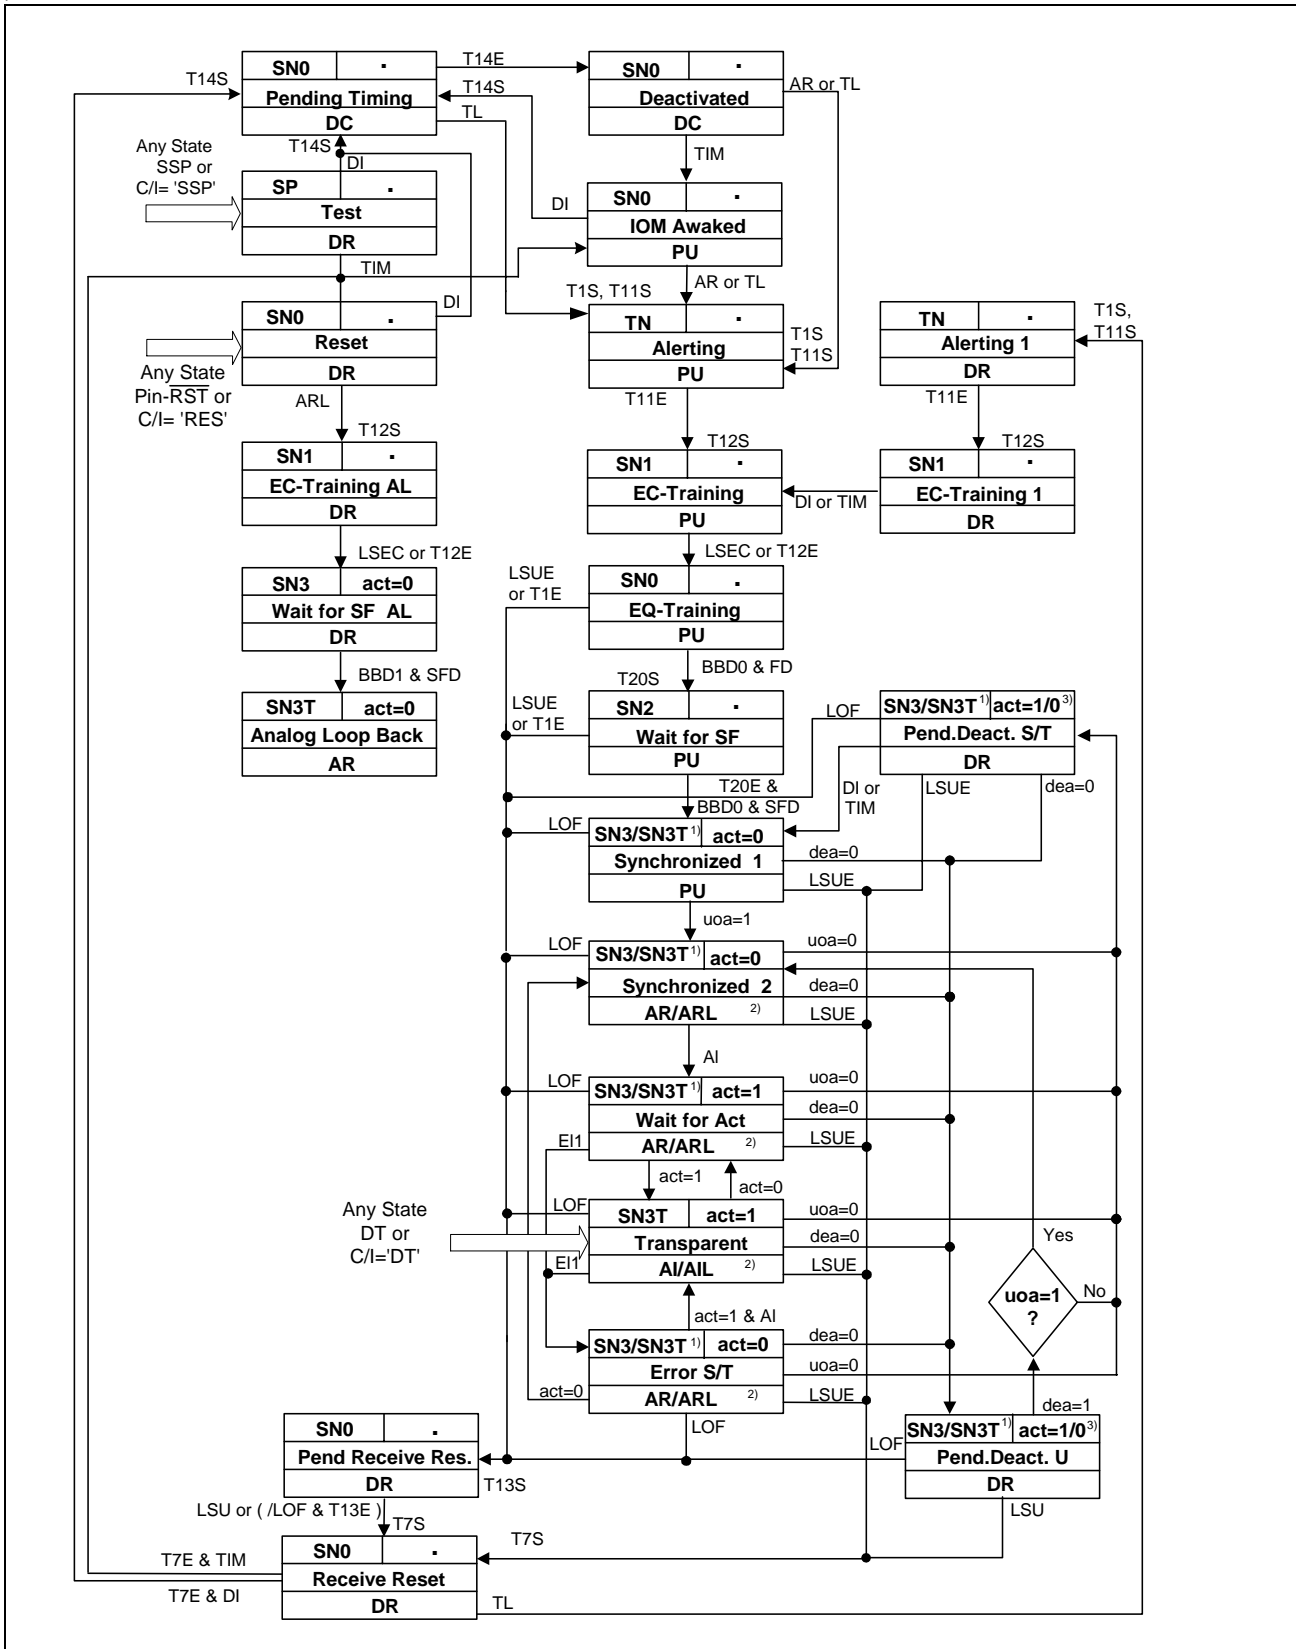 SN0 .
Pending Timing
DC
T14E
T14S
TL
T14S
SN0 .
Deactivated
DC
AR or TL
TIM
Any State
SSP or
C/I= 'SSP'
T14S
DI
SP .
Test
DR
DI
SN0 .
IOM Awaked
PU
TIM
AR or TL
DI
SN0 .
Reset
DR
Any State
Pin-RST or
C/I= 'RES'
T1S, T11S
TN .
Alerting
PU
T1S
T11S
TN .
Alerting 1
DR
T1S,
T11S
ARL
T12S
T11E
T12S
T11E
T12S
SN1 .
EC-Training AL
DR
SN1 .
EC-Training
PU
DI or TIM
SN1 .
EC-Training 1
DR
LSEC or T12E
LSEC or T12E
SN3 act=0
Wait for SF AL
DR
LSUE
or T1E
SN0 .
EQ-Training
PU
BBD1 & SFD
BBD0 & FD
T20S
SN3T act=0
Analog Loop Back
AR
LSUE
or T1E
SN2 .
Wait for SF
PU
LOF
SN3/SN3T 1) act=1/0 3)
Pend.Deact. S/T
DR
T20E &
BBD0 & SFD
DI or
TIM
LSUE
dea=0
LOF
SN3/SN3T 1) act=0
Synchronized 1
PU
dea=0
LSUE
uoa=1
LOF
SN3/SN3T 1) act=0
Synchronized 2
AR/ARL 2)
uoa=0
dea=0
LSUE
AI
LOF
SN3/SN3T 1) act=1
Wait for Act
AR/ARL 2)
uoa=0
dea=0
LSUE
EI1
act=1
act=0
Any State
DT or
C/I='DT'
LOF
SN3T act=1
Transparent
AI/AIL 2)
uoa=0
dea=0
LSUE
EI1
Yes
uoa=1
?
No
act=1 & AI
SN3/SN3T 1) act=0
Error S/T
AR/ARL 2)
dea=0
uoa=0
LSUE
act=0
LOF
dea=1
SN0 .
Pend Receive Res.
DR
T13S
LOF
SN3/SN3T 1) act=1/0 3)
Pend.Deact. U
DR
LSU
LSU or ( /LOF & T13E )
T7S
T7S
SN0 .
Receive Reset
DR
T7E & TIM
T7E & DI
TL